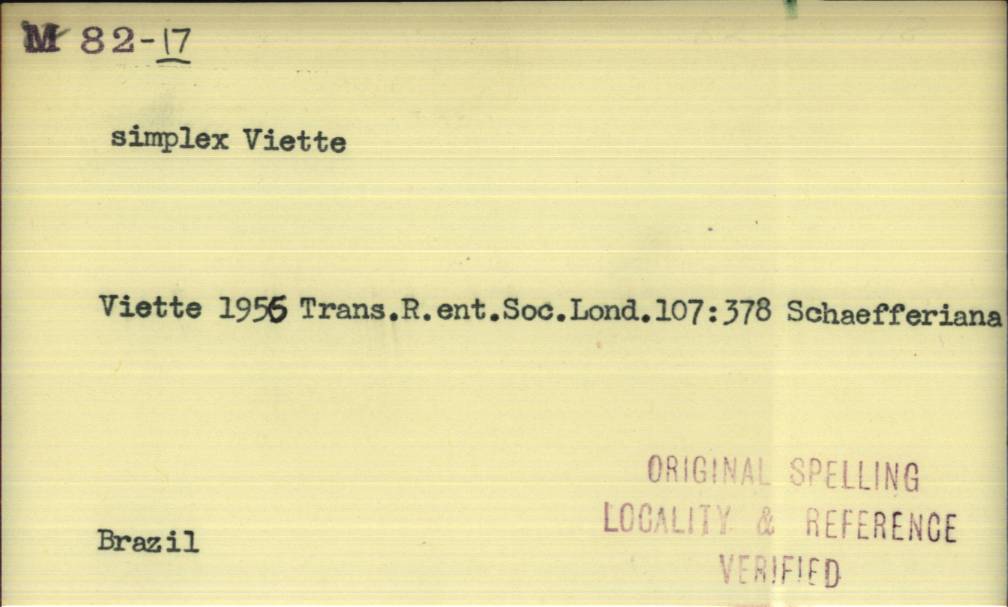 M 82-17
simplex Viette
Viette 1956 Trans.R.ent.Soc.Lond.107:378 Schaefferiana
ORIGINAL SPELLING
LOCALITY & REFERENCE
VERIFIED
Brazil